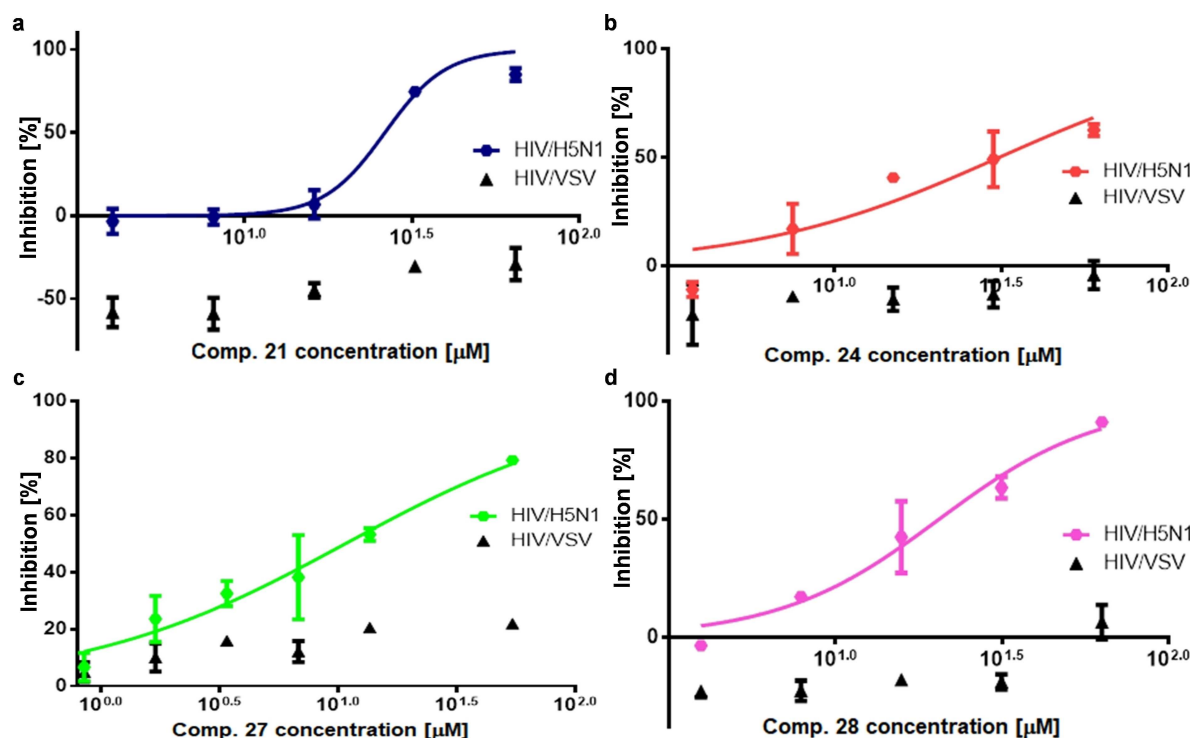 a
100
50
0
-50
Inhibition [%]
HIV/H5N1
HIV/VSV
10^1.0
10^1.5
10^2.0
Comp. 21 concentration [µM]
b
100
50
0
Inhibition [%]
HIV/H5N1
HIV/VSV
10^1.0
10^1.5
10^2.0
Comp. 24 concentration [µM]
c
100
80
60
40
20
0
Inhibition [%]
HIV/H5N1
HIV/VSV
10^0.0
10^0.5
10^1.0
10^1.5
10^2.0
Comp. 27 concentration [µM]
d
100
50
0
Inhibition [%]
HIV/H5N1
HIV/VSV
10^1.0
10^1.5
10^2.0
Comp. 28 concentration [µM]